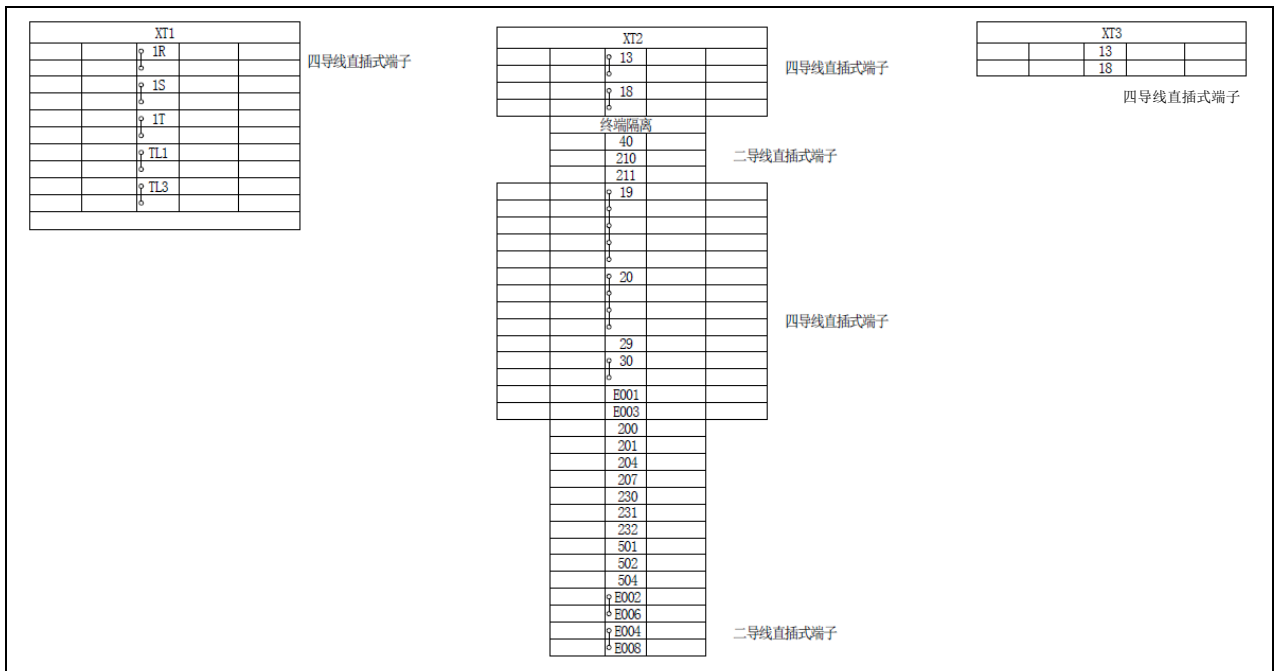 XT1
1R
1S
1T
TL1
TL3
四导线直插式端子
XT2
13
18
四导线直插式端子
终端隔离
40
210
211
二导线直插式端子
19
20
29
30
E001
E003
四导线直插式端子
200
201
204
207
230
231
232
501
502
504
E002
E006
E004
E008
二导线直插式端子
XT3
13
18
四导线直插式端子